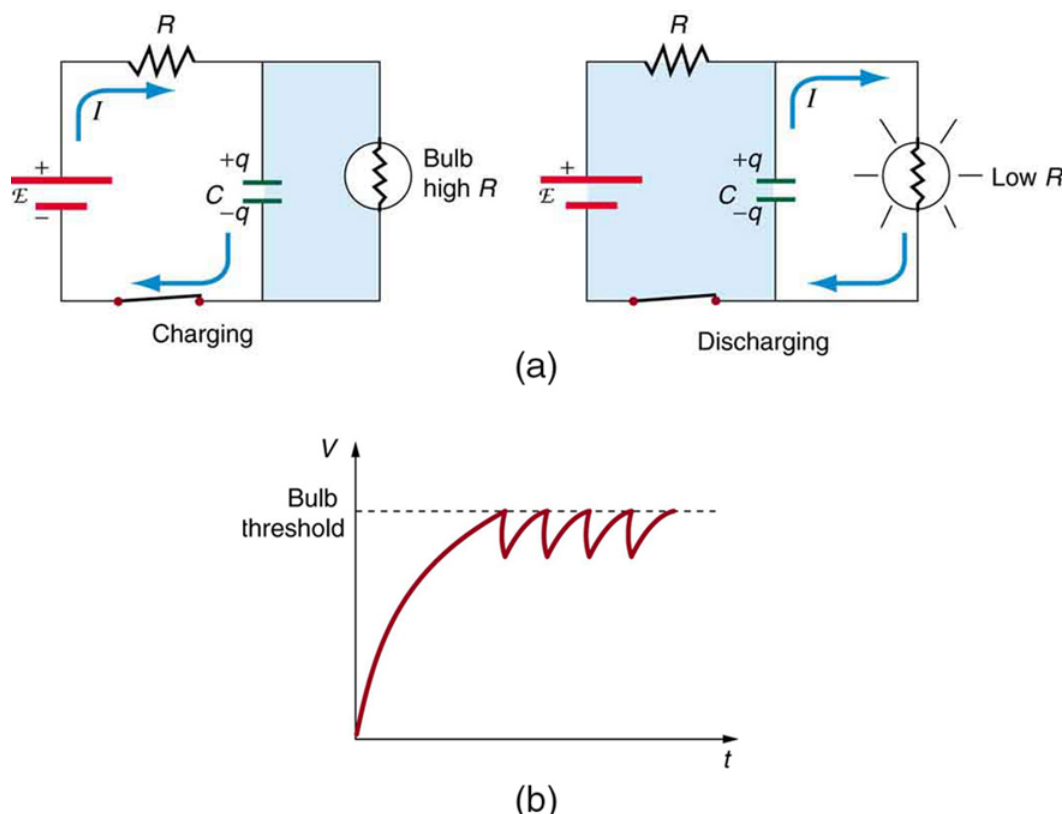 R
R
I
I
+
+q
Bulb
high R
ℰ
C
−
−q
+
+q
Low R
ℰ
C
−q
Charging
Discharging
(a)
V
Bulb
threshold
t
(b)